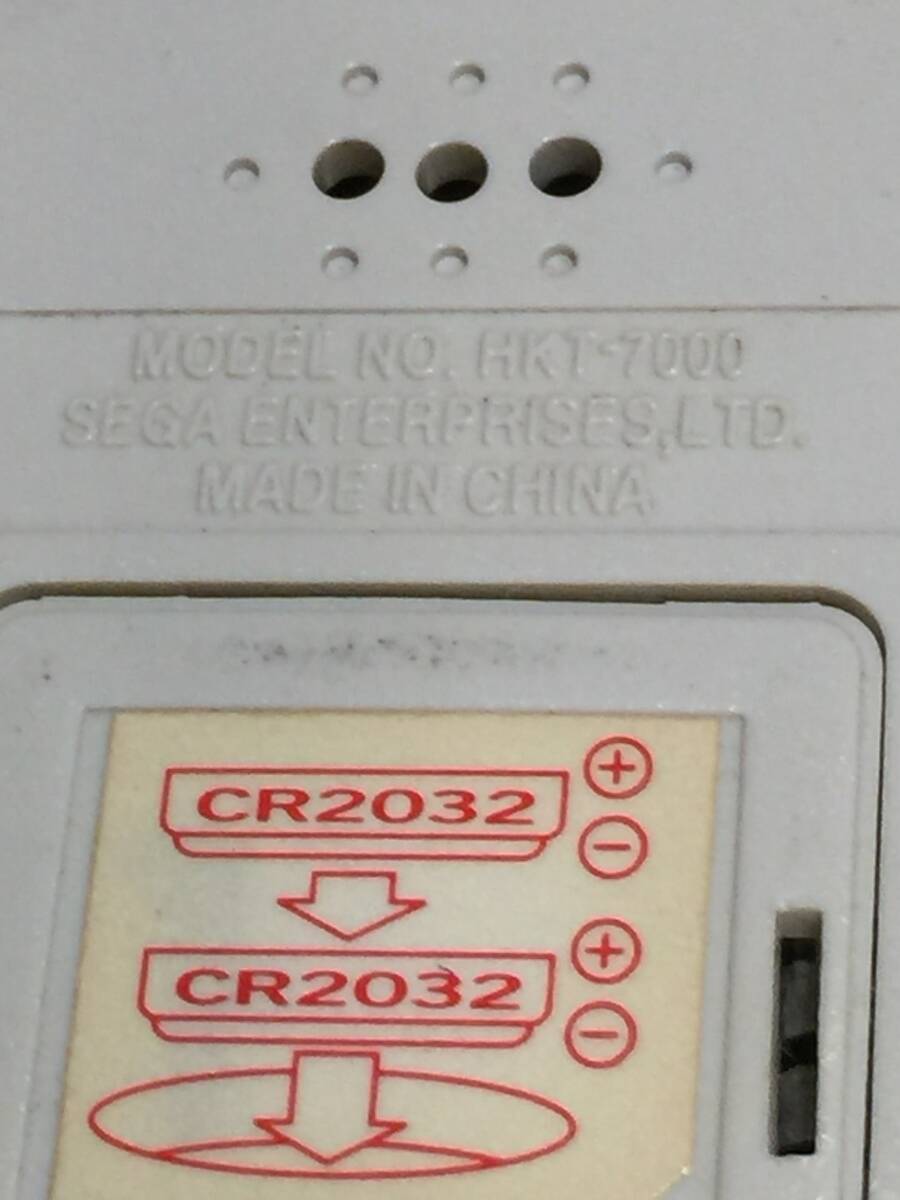 MODEL NO. HKT-7000
SEGA ENTERPRISES,LTD.
MADE IN CHINA
CR2032 +
−
CR2032 +
−